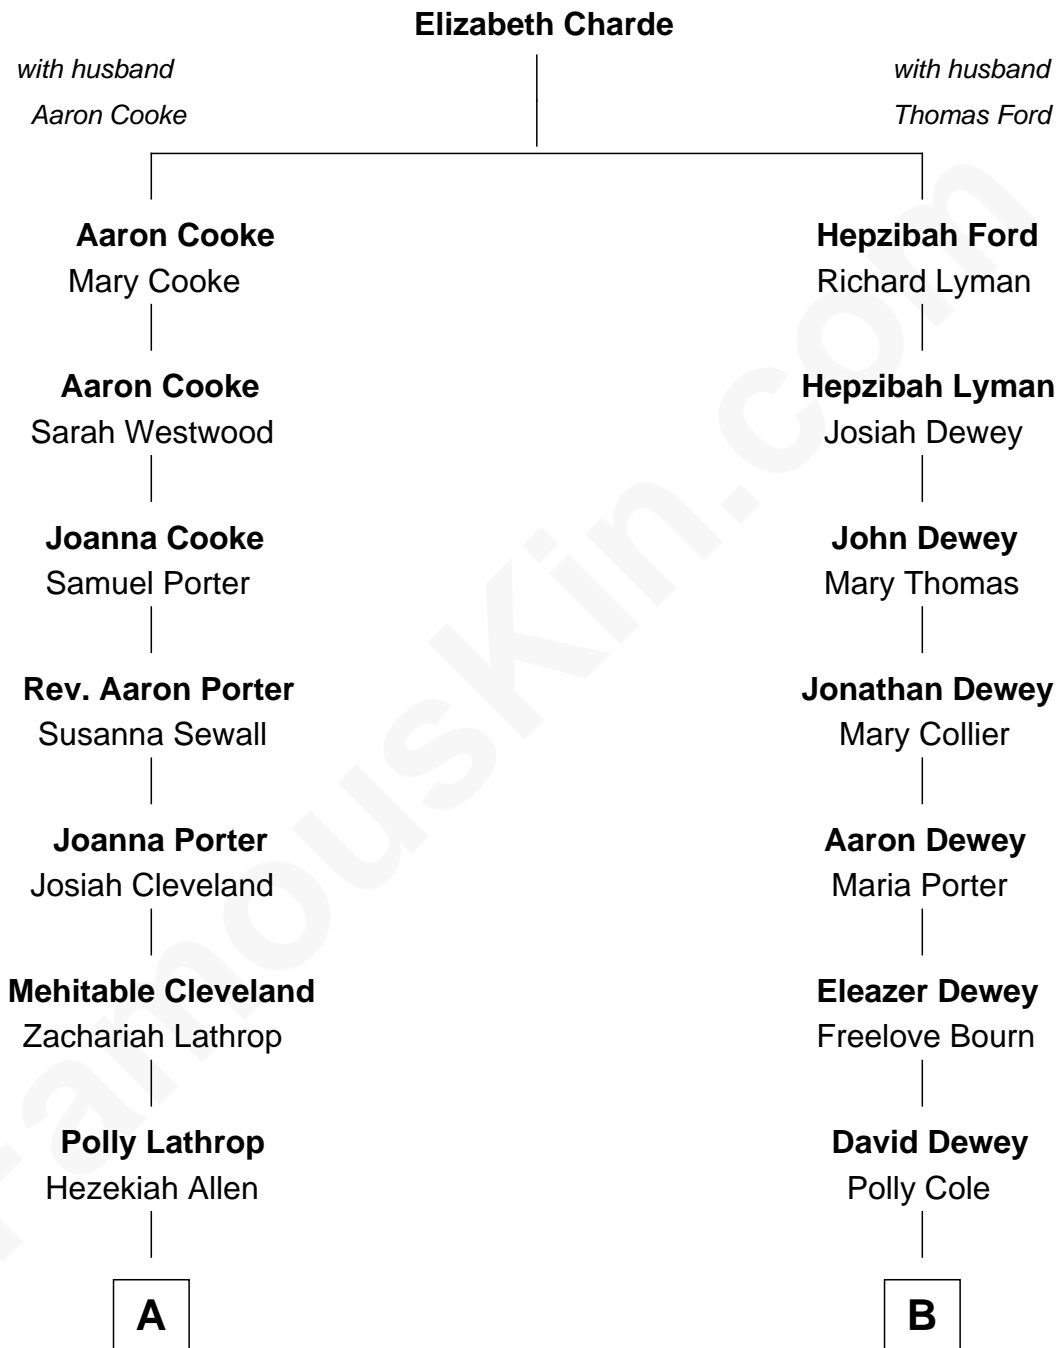 Elizabeth Charde
with husband
Aaron Cooke
with husband
Thomas Ford
Aaron Cooke
Mary Cooke
Hepzibah Ford
Richard Lyman
Aaron Cooke
Sarah Westwood
Hepzibah Lyman
Josiah Dewey
Joanna Cooke
Samuel Porter
John Dewey
Mary Thomas
Rev. Aaron Porter
Susanna Sewall
Jonathan Dewey
Mary Collier
Joanna Porter
Josiah Cleveland
Aaron Dewey
Maria Porter
Mehitable Cleveland
Zachariah Lathrop
Eleazer Dewey
Freelove Bourn
Polly Lathrop
Hezekiah Allen
David Dewey
Polly Cole
A
B
FamousKin.com